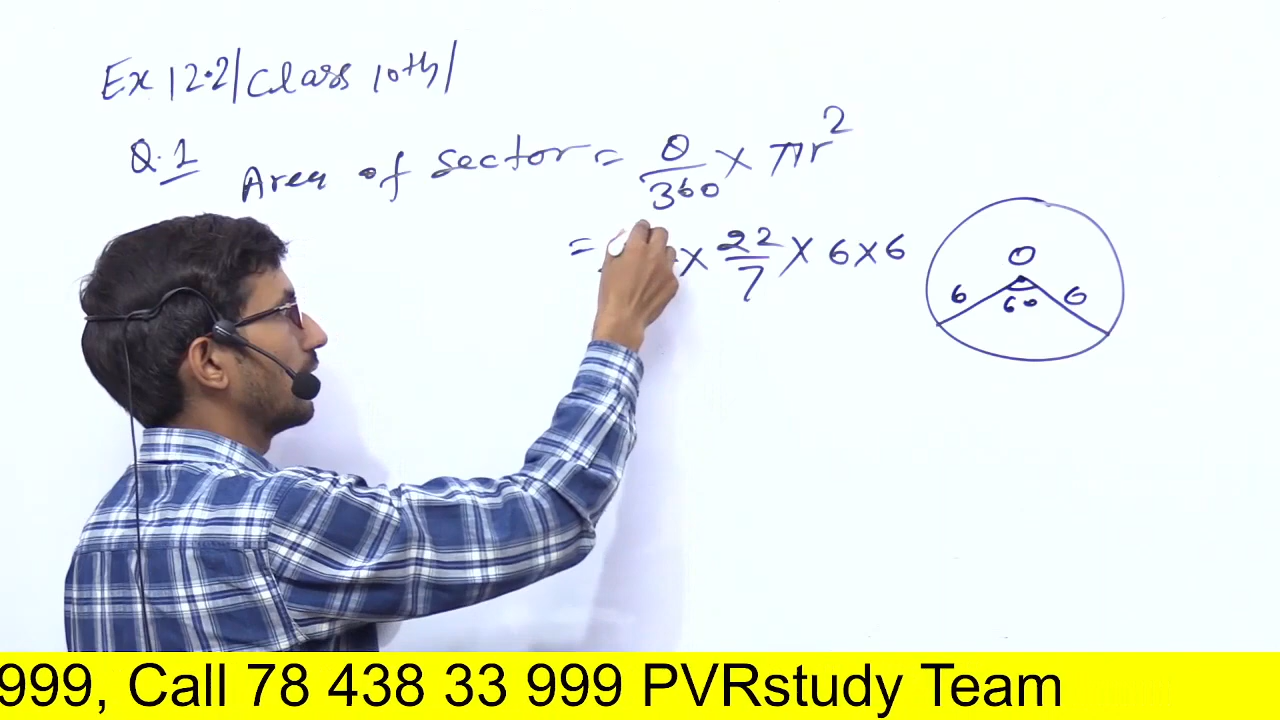 Ex 12.2/Class 10th/
Q.1 Area of sector = θ/360 × πr²
= × 22/7 × 6×6
O
6 60 6
999, Call 78 438 33 999 PVRstudy Team